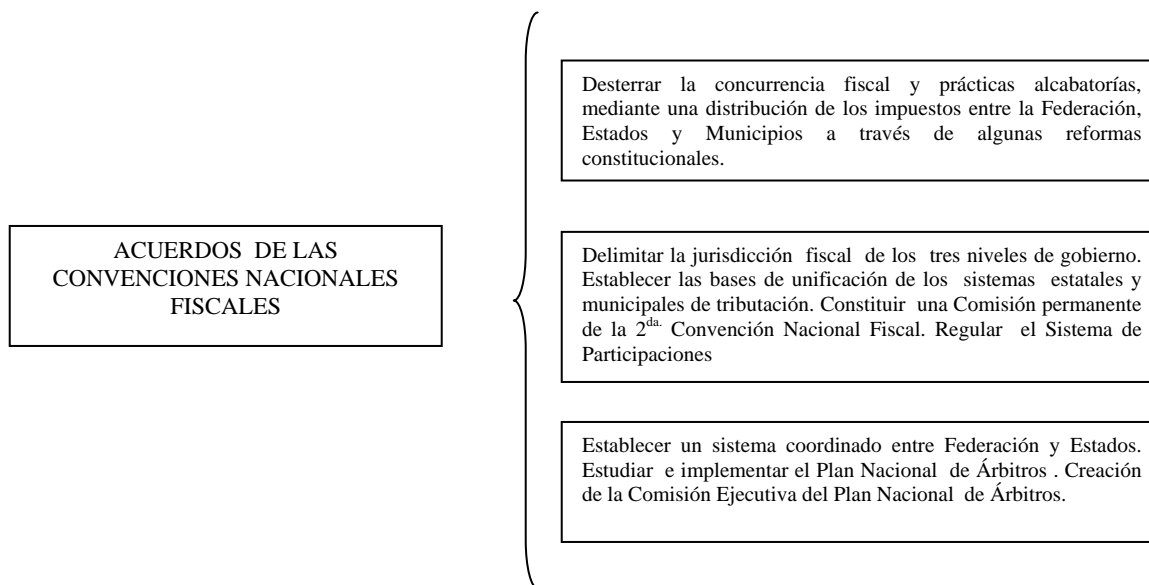 Desterrar la concurrencia fiscal y prácticas alcabatorías,
mediante una distribución de los impuestos entre la Federación,
Estados y Municipios a través de algunas reformas
constitucionales.
ACUERDOS DE LAS
CONVENCIONES NACIONALES
FISCALES
Delimitar la jurisdicción fiscal de los tres niveles de gobierno.
Establecer las bases de unificación de los sistemas estatales y
municipales de tributación. Constituir una Comisión permanente
de la 2da. Convención Nacional Fiscal. Regular el Sistema de
Participaciones
Establecer un sistema coordinado entre Federación y Estados.
Estudiar e implementar el Plan Nacional de Árbitros . Creación
de la Comisión Ejecutiva del Plan Nacional de Árbitros.